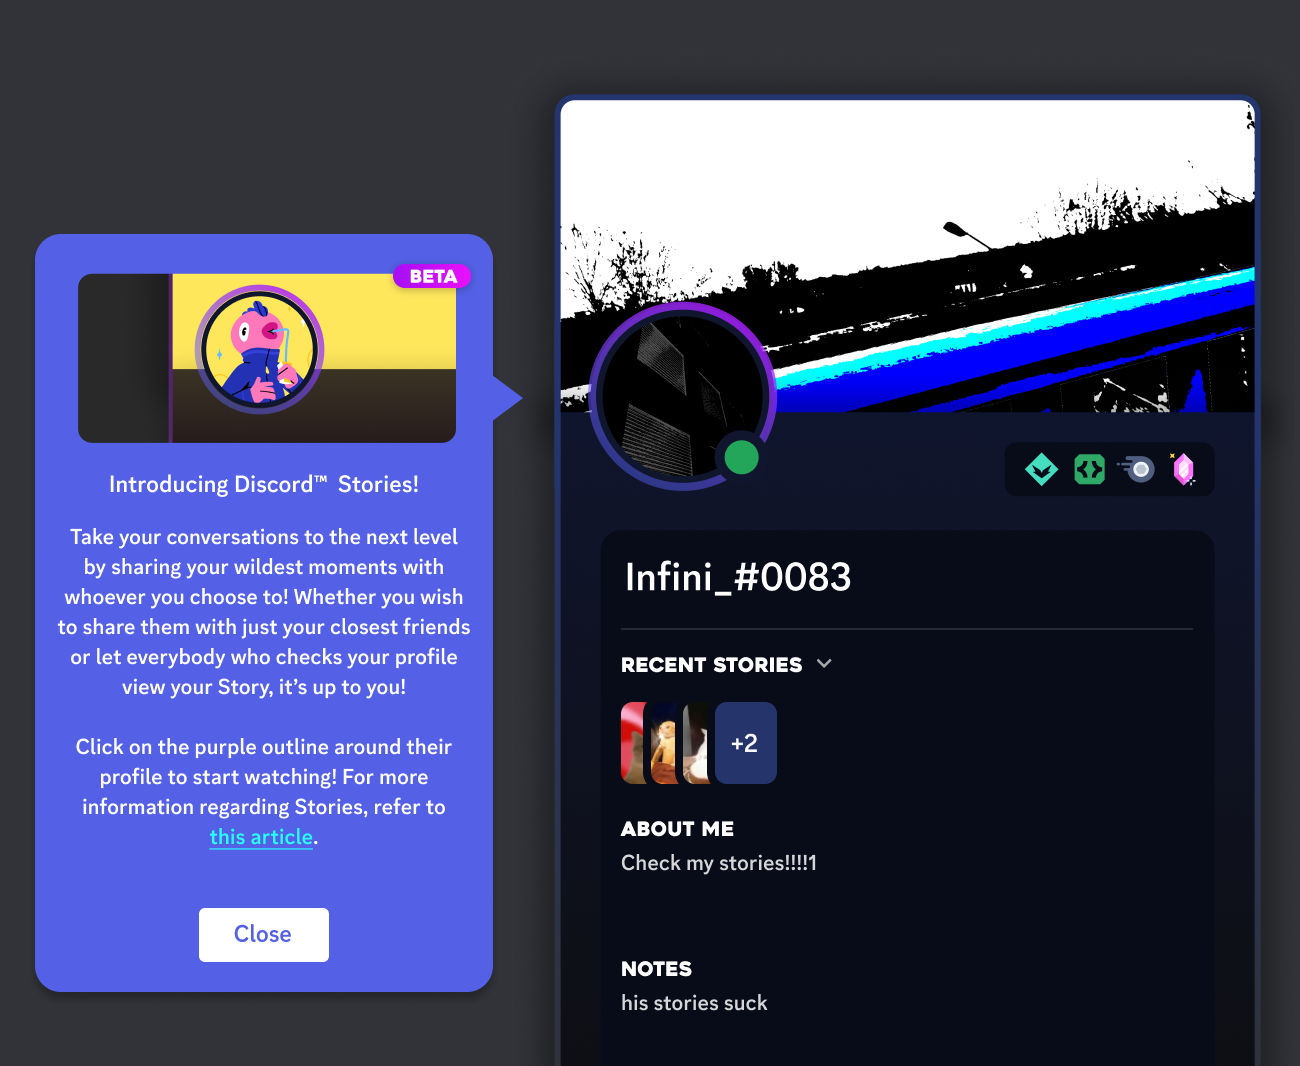 BETA
Introducing Discord™ Stories!
Take your conversations to the next level
by sharing your wildest moments with
whoever you choose to! Whether you wish
to share them with just your closest friends
or let everybody who checks your profile
view your Story, it’s up to you!
Click on the purple outline around their
profile to start watching! For more
information regarding Stories, refer to
this article.
Close
Infini_#0083
RECENT STORIES
+2
ABOUT ME
Check my stories!!!!1
NOTES
his stories suck